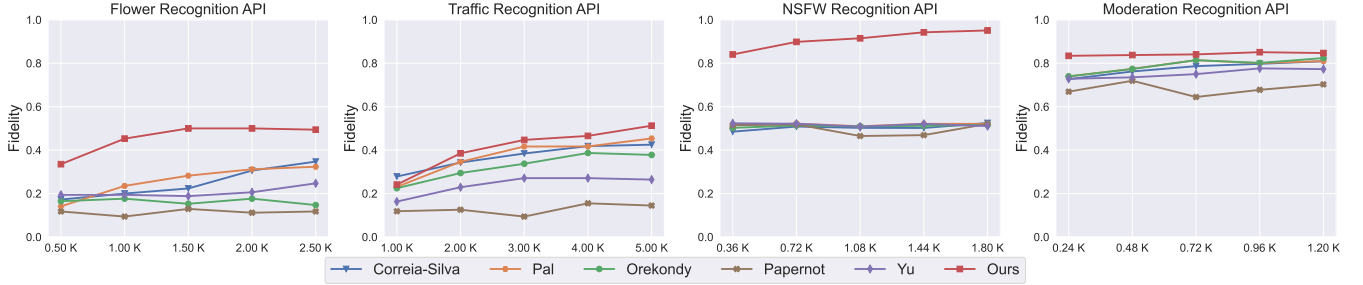 Flower Recognition API
Fidelity
1.0
0.8
0.6
0.4
0.2
0.0
0.50 K 1.00 K 1.50 K 2.00 K 2.50 K
Traffic Recognition API
Fidelity
1.0
0.8
0.6
0.4
0.2
0.0
1.00 K 2.00 K 3.00 K 4.00 K 5.00 K
NSFW Recognition API
Fidelity
1.0
0.8
0.6
0.4
0.2
0.0
0.36 K 0.72 K 1.08 K 1.44 K 1.80 K
Moderation Recognition API
Fidelity
1.0
0.8
0.6
0.4
0.2
0.0
0.24 K 0.48 K 0.72 K 0.96 K 1.20 K
Correia-Silva Pal Orekondy Papernot Yu Ours